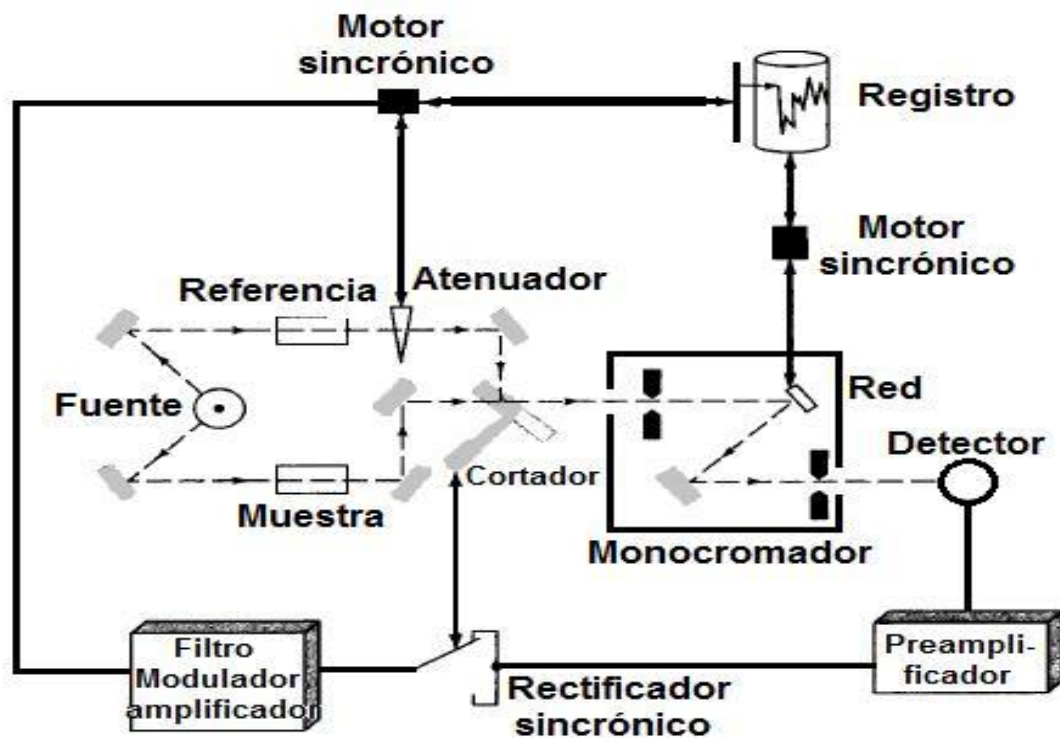 Motor
sincrónico
Registro
Motor
sincrónico
Referencia
Atenuador
Fuente
Red
Detector
Cortador
Muestra
Monocromador
Filtro
Modulador
amplificador
Rectificador
sincrónico
Preampli-
ficador